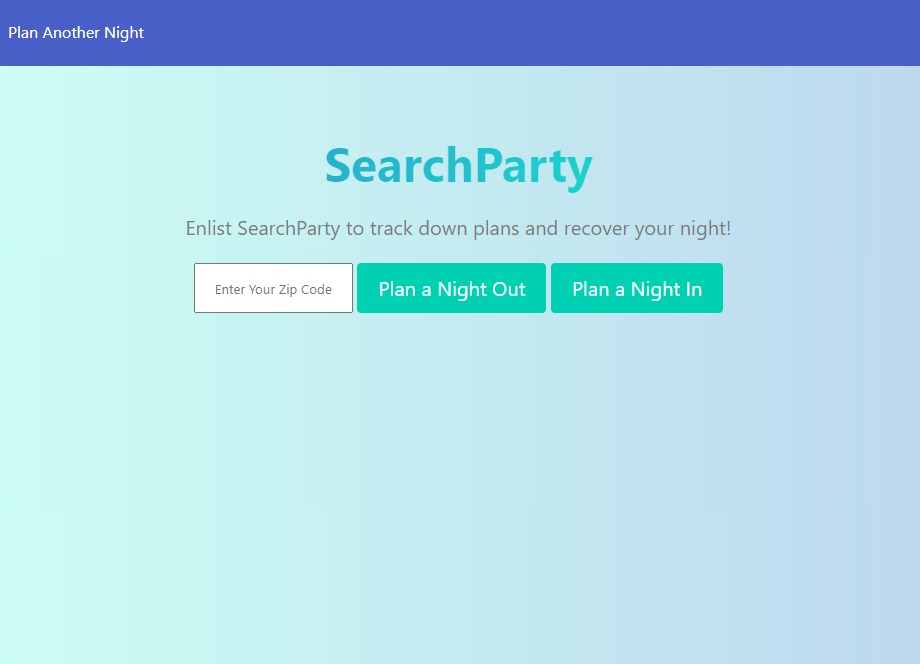 Plan Another Night
SearchParty
Enlist SearchParty to track down plans and recover your night!
Enter Your Zip Code Plan a Night Out Plan a Night In